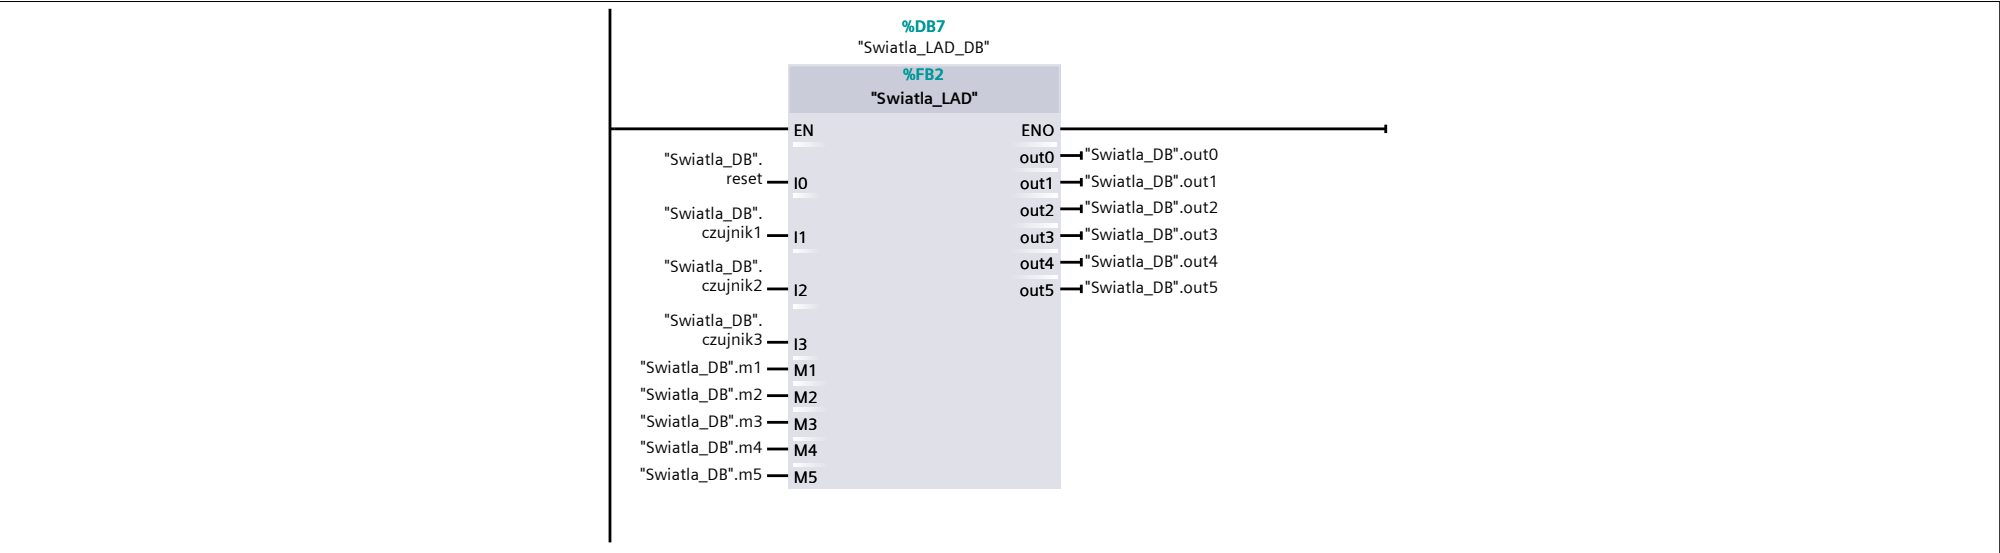 %DB7
"Swiatla_LAD_DB"
%FB2
"Swiatla_LAD"
EN
ENO
"Swiatla_DB".
reset
I0
"Swiatla_DB".
czujnik1
I1
"Swiatla_DB".
czujnik2
I2
"Swiatla_DB".
czujnik3
I3
"Swiatla_DB".m1 M1
"Swiatla_DB".m2 M2
"Swiatla_DB".m3 M3
"Swiatla_DB".m4 M4
"Swiatla_DB".m5 M5
out0 "Swiatla_DB".out0
out1 "Swiatla_DB".out1
out2 "Swiatla_DB".out2
out3 "Swiatla_DB".out3
out4 "Swiatla_DB".out4
out5 "Swiatla_DB".out5